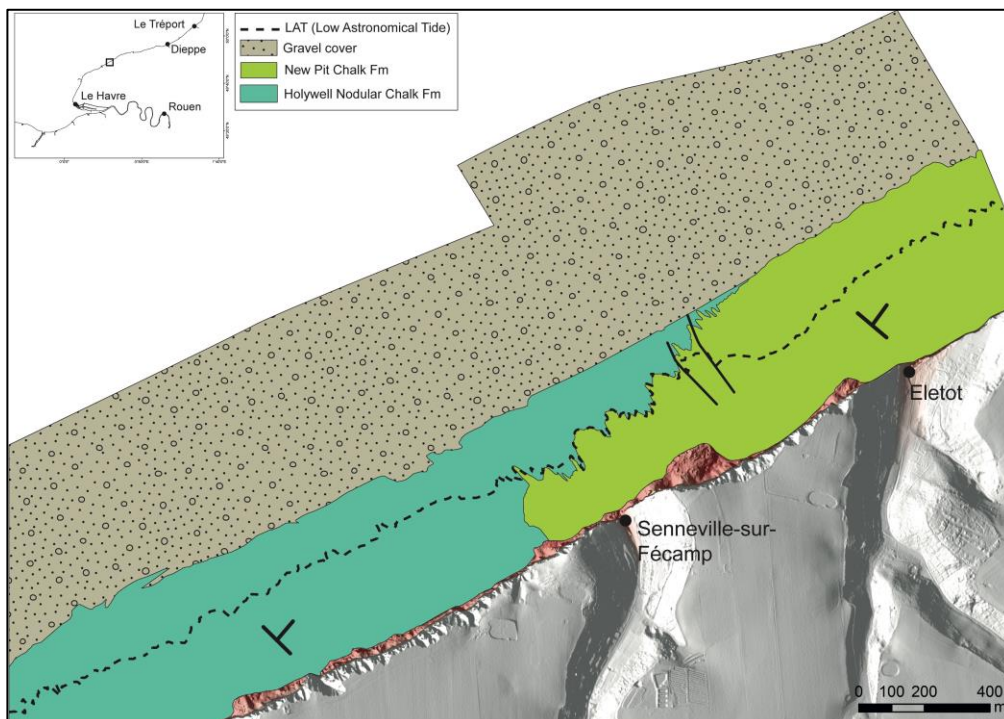 Le Tréport
Dieppe
Le Havre
Rouen
LAT (Low Astronomical Tide)
Gravel cover
New Pit Chalk Fm
Holywell Nodular Chalk Fm
Eletot
Senneville-sur-
Fécamp
0 100 200 400
m